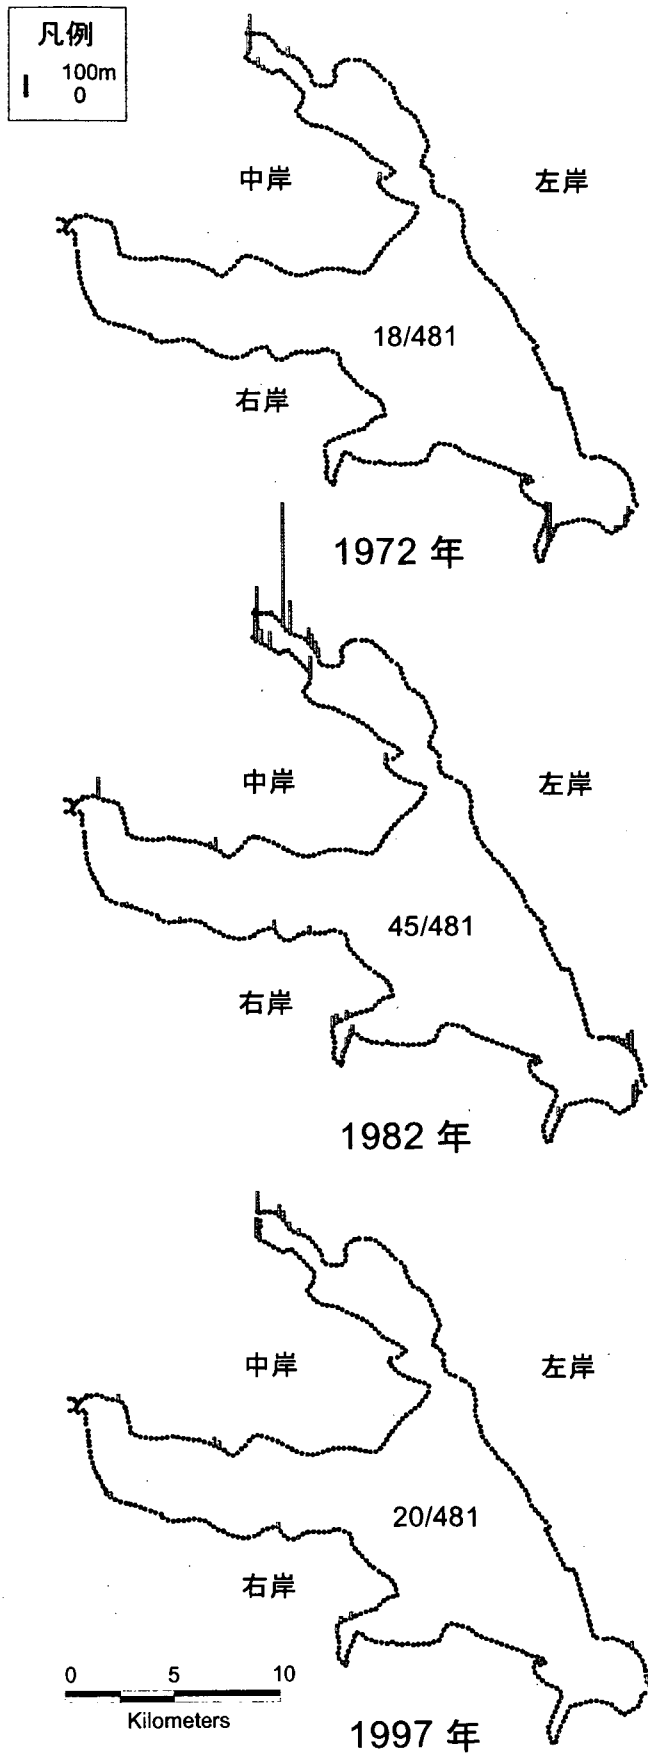 凡例
100m
0
中岸
左岸
18/481
右岸
1972 年
中岸
左岸
45/481
右岸
1982 年
中岸
左岸
20/481
右岸
0 5 10
Kilometers
1997 年